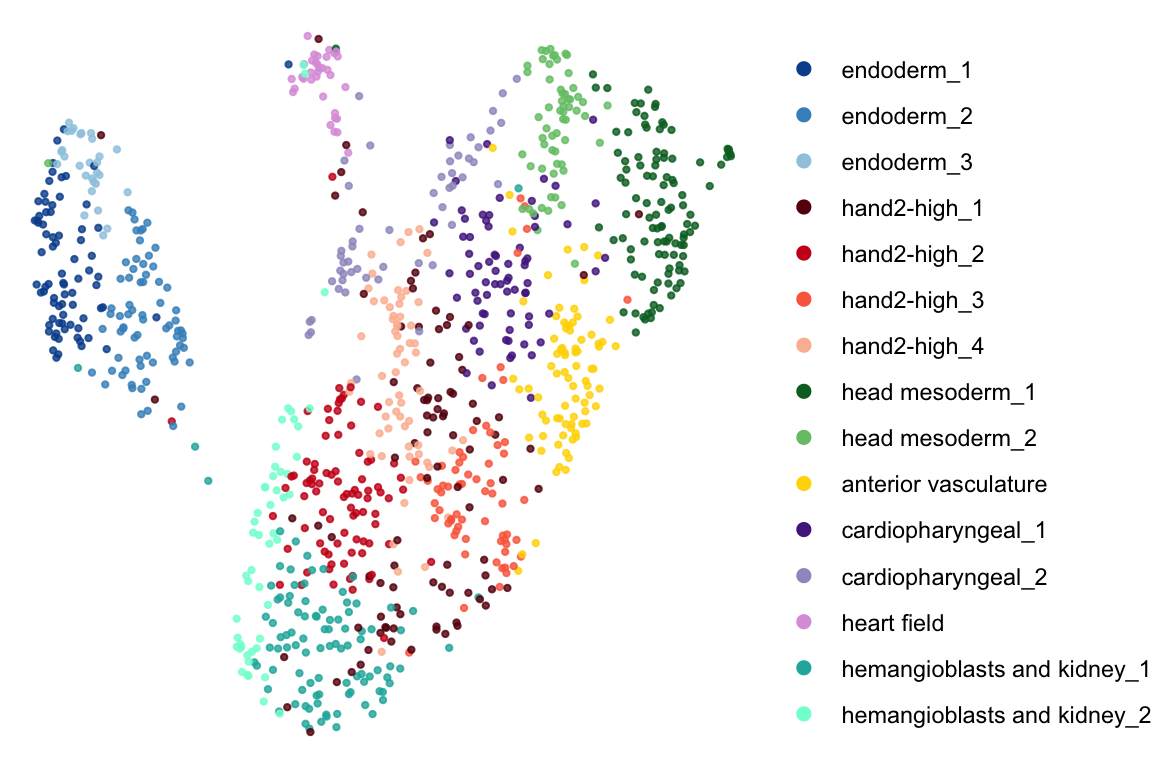 endoderm_1
endoderm_2
endoderm_3
hand2-high_1
hand2-high_2
hand2-high_3
hand2-high_4
head mesoderm_1
head mesoderm_2
anterior vasculature
cardiopharyngeal_1
cardiopharyngeal_2
heart field
hemangioblasts and kidney_1
hemangioblasts and kidney_2